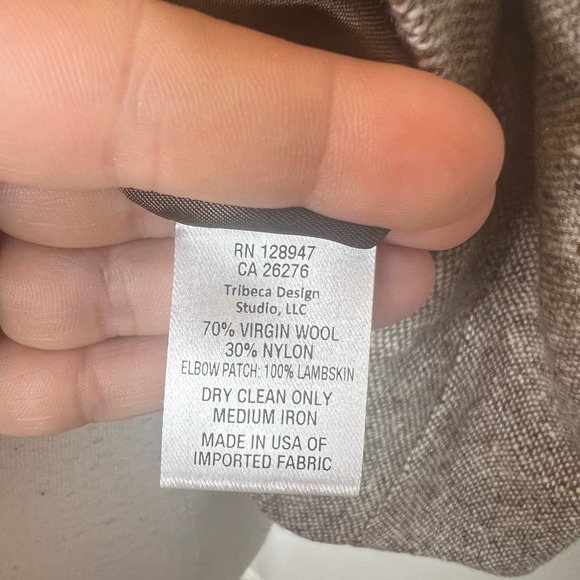 RN 128947
CA 26276
Tribeca Design
Studio, LLC
70% VIRGIN WOOL
30% NYLON
ELBOW PATCH: 100% LAMBSKIN
DRY CLEAN ONLY
MEDIUM IRON
MADE IN USA OF
IMPORTED FABRIC